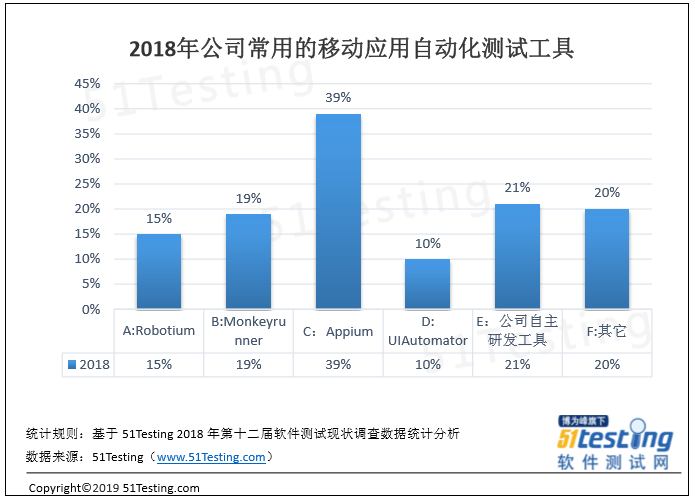 2018年公司常用的移动应用自动化测试工具
45%
40%
35%
30%
25%
20%
15%
10%
5%
0%
15%
19%
39%
10%
21%
20%
A:Robotium
B:Monkeyru
nner
C：Appium
D:
UIAutomator
E：公司自主
研发工具
F:其它
2018 15% 19% 39% 10% 21% 20%
51Testing
51Testing
51Testing
统计规则：基于 51Testing 2018 年第十二届软件测试现状调查数据统计分析
数据来源：51Testing（www.51Testing.com）
博为峰旗下
51testing
软件测试网
Copyright©2019 51Testing.com